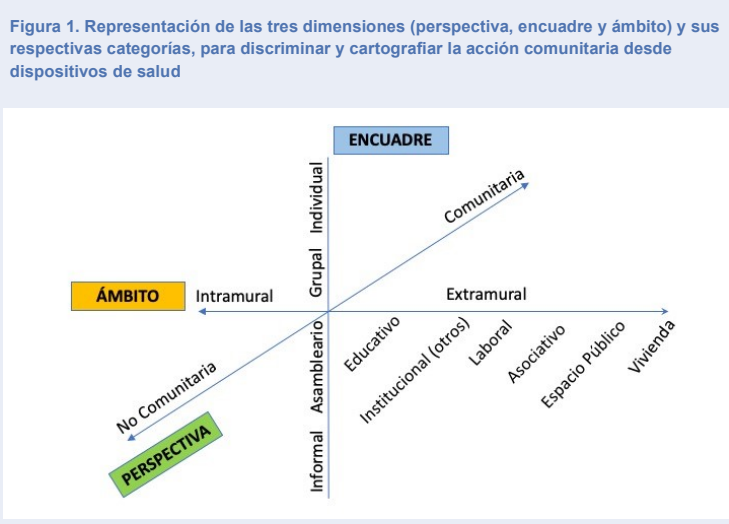 Figura 1. Representación de las tres dimensiones (perspectiva, encuadre y ámbito) y sus
respectivas categorías, para discriminar y cartografiar la acción comunitaria desde
dispositivos de salud
ENCUADRE
Individual
Comunitaria
Grupal
ÁMBITO
Intramural
Extramural
Asambleario
Educativo
Institucional (otros)
Laboral
Asociativo
Espacio Público
Vivienda
No Comunitaria
PERSPECTIVA
Informal